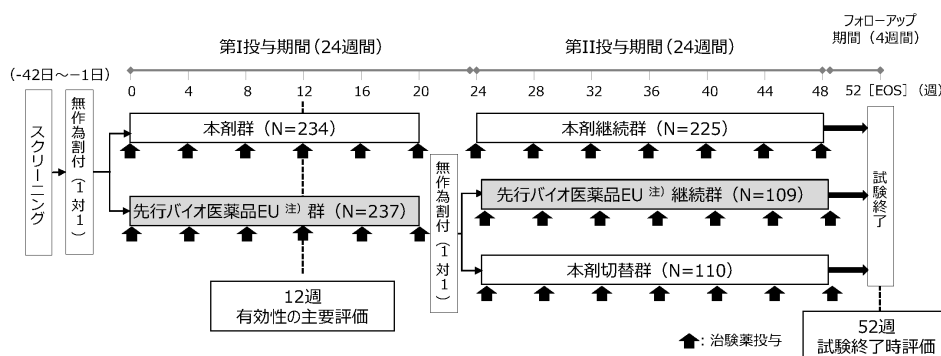 フォローアップ
期間（4週間）
第I投与期間（24週間）
第II投与期間（24週間）
（-42日～−1日）
0 4 8 12 16 20 24 28 32 36 40 44 48 52［EOS］（週）
スクリーニング
無作為割付（1対1）
本剤群（N=234）
本剤継続群（N=225）
無作為割付（1対1）
先行バイオ医薬品EU 注）群（N=237）
先行バイオ医薬品EU 注）継続群（N=109）
本剤切替群（N=110）
試験終了
12週
有効性の主要評価
：治験薬投与
52週
試験終了時評価